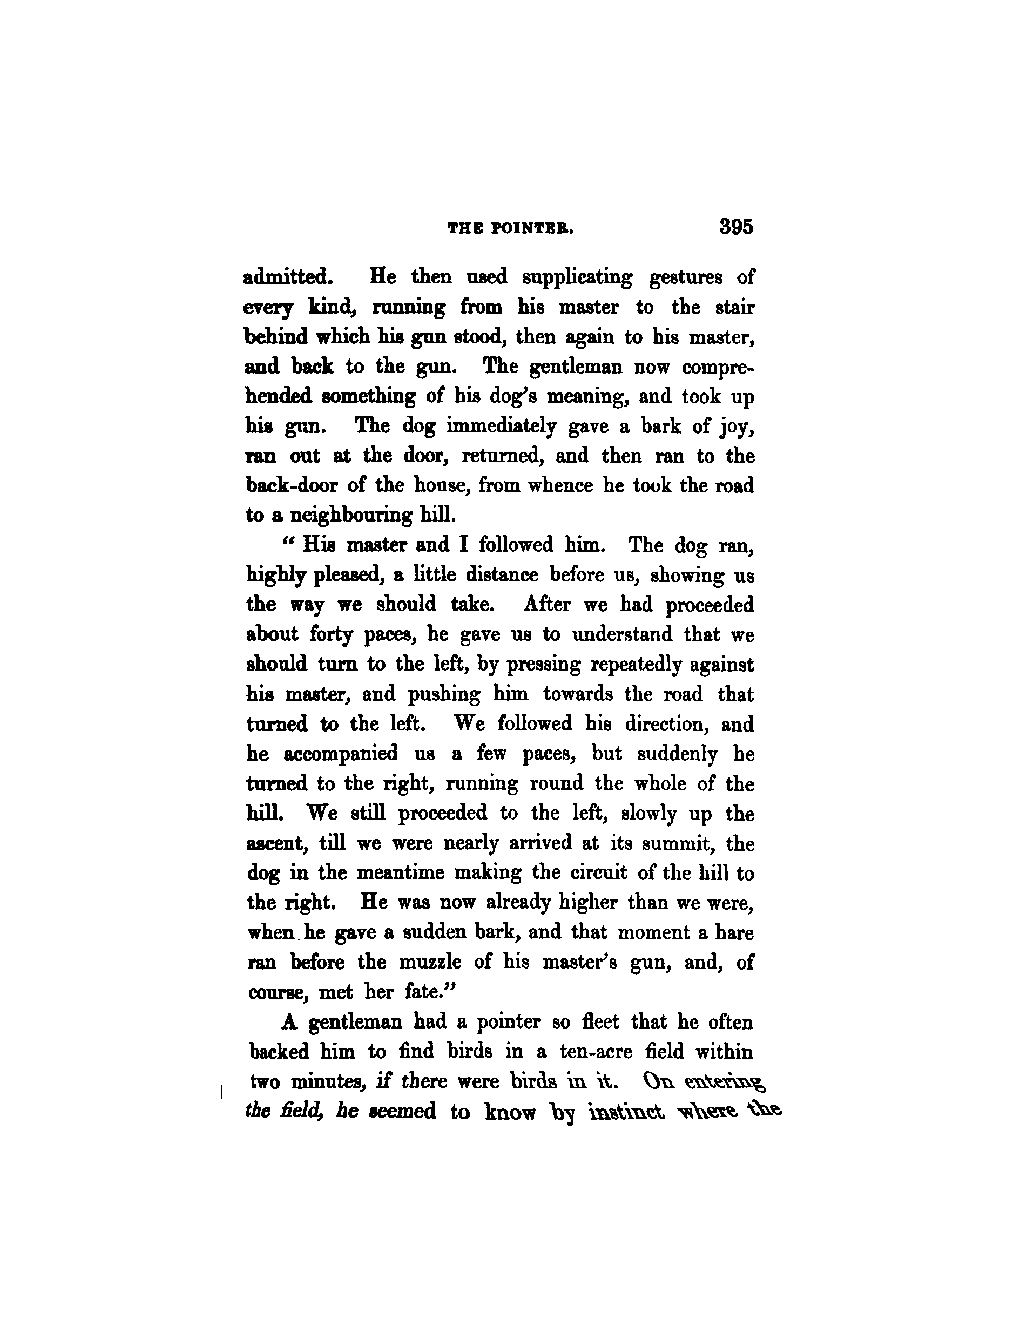 THE POINTER. 395
admitted. He then used supplicating gestures of
every kind, running from his master to the stair
behind which his gun stood, then again to his master,
and back to the gun. The gentleman now compre-
hended something of his dog's meaning, and took up
his gun. The dog immediately gave a bark of joy,
ran out at the door, returned, and then ran to the
back-door of the house, from whence he took the road
to a neighbouring hill.
“ His master and I followed him. The dog ran,
highly pleased, a little distance before us, showing us
the way we should take. After we had proceeded
about forty paces, he gave us to understand that we
should turn to the left, by pressing repeatedly against
his master, and pushing him towards the road that
turned to the left. We followed his direction, and
he accompanied us a few paces, but suddenly he
turned to the right, running round the whole of the
hill. We still proceeded to the left, slowly up the
ascent, till we were nearly arrived at its summit, the
dog in the meantime making the circuit of the hill to
the right. He was now already higher than we were,
when he gave a sudden bark, and that moment a hare
ran before the muzzle of his master's gun, and, of
course, met her fate.”
A gentleman had a pointer so fleet that he often
backed him to find birds in a ten-acre field within
two minutes, if there were birds in it. On entering
the field, he seemed to know by instinct where the